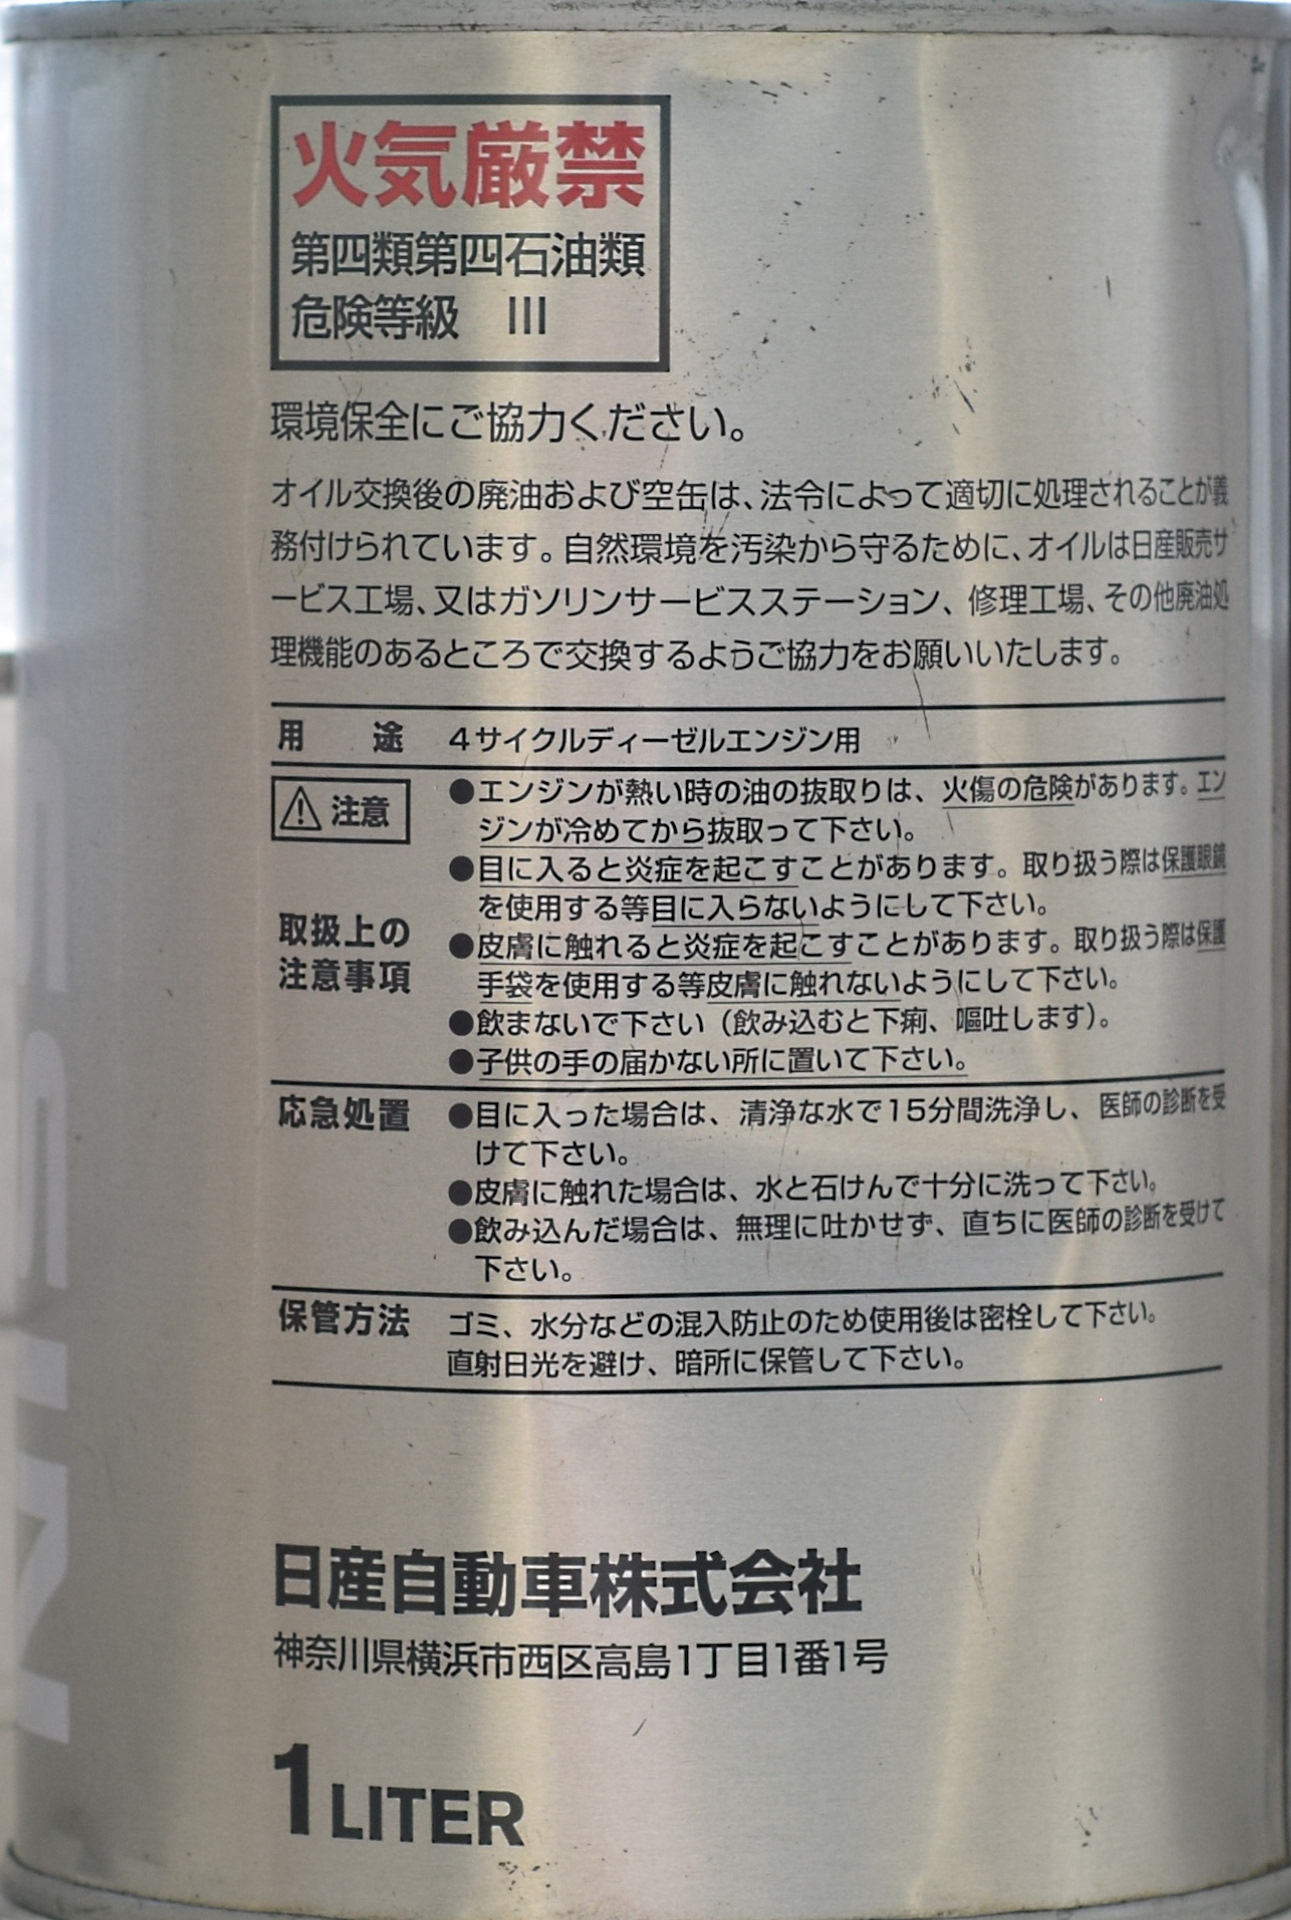 火気厳禁
第四類第四石油類
危険等級 III
環境保全にご協力ください。
オイル交換後の廃油および空缶は、法令によって適切に処理されることが義
務付けられています。自然環境を汚染から守るために、オイルは日産販売サ
ービス工場、又はガソリンサービスステーション、修理工場、その他廃油処
理機能のあるところで交換するようご協力をお願いいたします。
用途 4サイクルディーゼルエンジン用
注意
取扱上の
注意事項
●エンジンが熱い時の油の抜取りは、火傷の危険があります。エン
ジンが冷めてから抜取って下さい。
●目に入ると炎症を起こすことがあります。取り扱う際は保護眼鏡
を使用する等目に入らないようにして下さい。
●皮膚に触れると炎症を起こすことがあります。取り扱う際は保護
手袋を使用する等皮膚に触れないようにして下さい。
●飲まないで下さい（飲み込むと下痢、嘔吐します）。
●子供の手の届かない所に置いて下さい。
応急処置 ●目に入った場合は、清浄な水で15分間洗浄し、医師の診断を受
けて下さい。
●皮膚に触れた場合は、水と石けんで十分に洗って下さい。
●飲み込んだ場合は、無理に吐かせず、直ちに医師の診断を受けて
下さい。
保管方法 ゴミ、水分などの混入防止のため使用後は密栓して下さい。
直射日光を避け、暗所に保管して下さい。
日産自動車株式会社
神奈川県横浜市西区高島1丁目1番1号
1 LITER